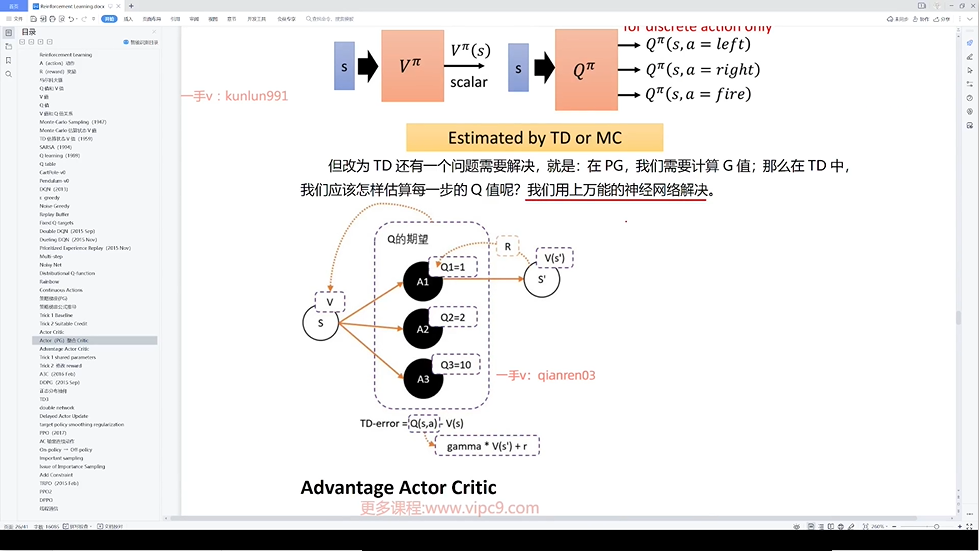 首页
Reinforcement Learning.docx
文件
开始
插入
页面布局
引用
审阅
视图
章节
开发工具
会员专享
查找命令、搜索模板
未同步
协作
分享
目录
智能识别目录
Reinforcement Learning
A（action）动作
R（reward）奖励
马尔科夫链
Q 值和 V 值
V 值
Q 值
V 值和 Q 值关系
Monte-Carlo Sampling（1947）
Monte-Carlo 估算状态 V 值
TD 估算状态 V 值（1959）
SARSA（1994）
Q-learning（1989）
Q table
CartPole v0
Pendulum v0
DQN（2013）
ε-greedy
Noise Greedy
Replay Buffer
Fixed Q-targets
Double DQN（2015 Sep）
Dueling DQN（2015 Nov）
Prioritized Experience Replay（2015 Nov）
Multi-step
Noisy Net
Distributional Q-function
Rainbow
Continuous Actions
策略梯度(PG)
策略梯度公式推导
Trick 1 Baseline
Trick 2 Suitable Credit
Actor Critic
Actor（PG）融合 Critic
Advantage Actor Critic
Trick 1 shared parameters
Trick 2 修改 reward
A3C（2016 Feb）
DDPG（2015 Sep）
正态分布抽样
TD3
double network
Delayed Actor Update
target policy smoothing regularization
PPO（2017）
AC 输出连续动作
On-policy → Off-policy
Important sampling
Issue of Importance Sampling
Add Constraint
TRPO（2015 Feb）
PPO2
DPPO
for discrete action only
s
V^π
V^π(s)
scalar
s
Q^π
Q^π(s, a = left)
Q^π(s, a = right)
Q^π(s, a = fire)
一手v：kunlun991
Estimated by TD or MC
但改为 TD 还有一个问题需要解决，就是：在 PG，我们需要计算 G 值；那么在 TD 中，
我们应该怎样估算每一步的 Q 值呢？我们用上万能的神经网络解决。
Q的期望
R
V(s')
Q1=1
A1
S'
V
S
Q2=2
A2
Q3=10
A3
一手v：qianren03
TD-error = Q(s,a) - V(s)
gamma * V(s') + r
Advantage Actor Critic
更多课程:www.vipc9.com
页面: 26/41
字数: 16085
拼写检查
文档校对
260%